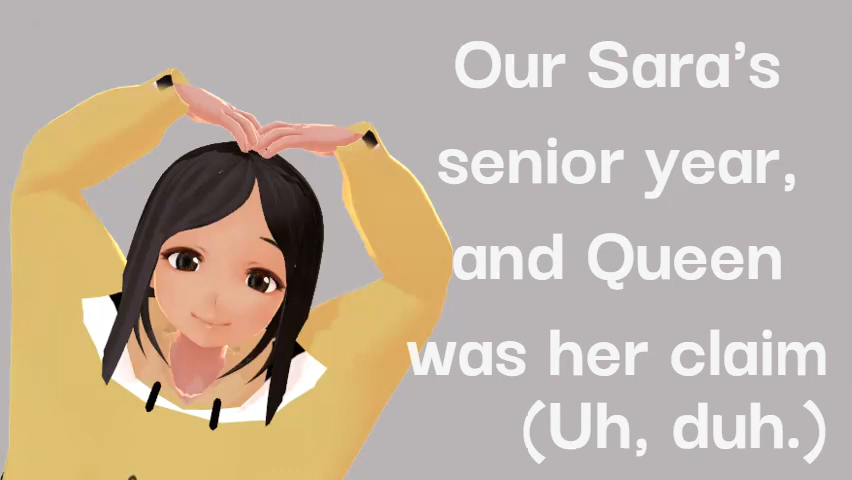 Our Sara's
senior year,
and Queen
was her claim
(Uh, duh.)